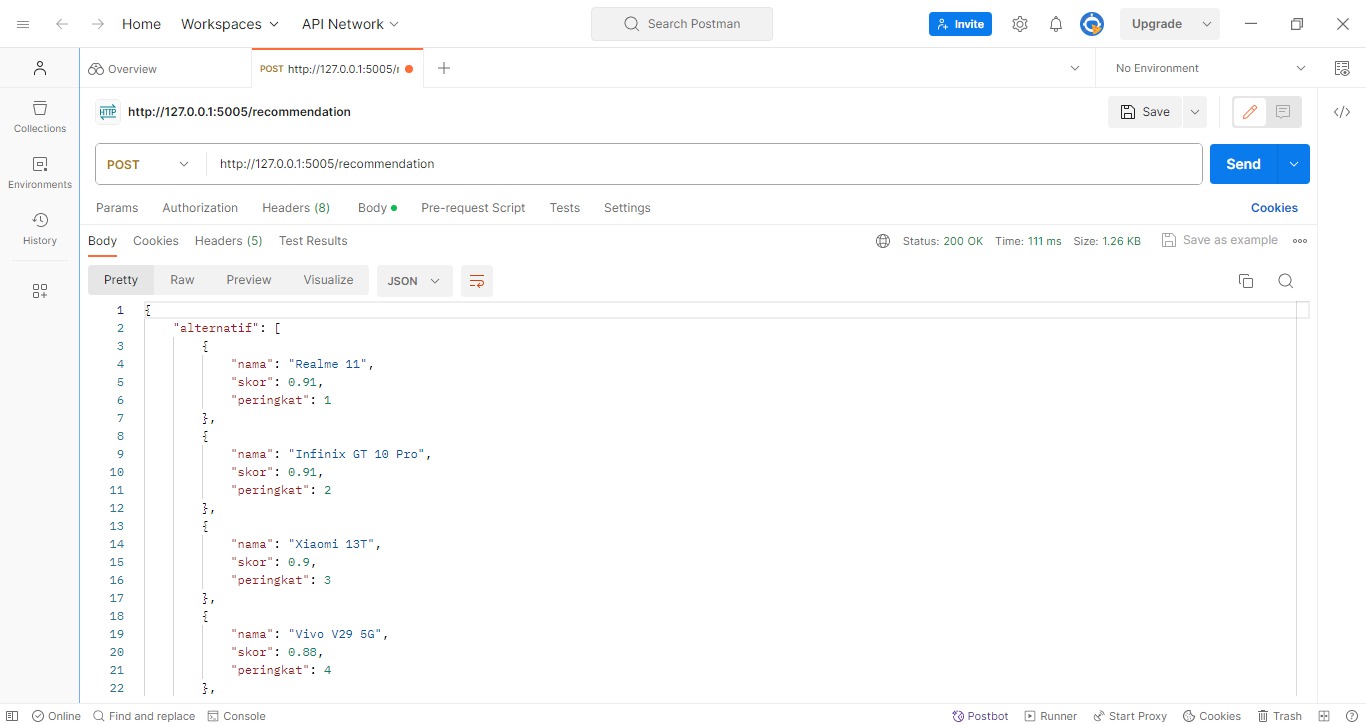 Home Workspaces API Network Search Postman Invite Upgrade
Overview POST http://127.0.0.1:5005/r No Environment
HTTP http://127.0.0.1:5005/recommendation Save
Collections
POST http://127.0.0.1:5005/recommendation Send
Environments
Params Authorization Headers (8) Body Pre-request Script Tests Settings Cookies
History
Body Cookies Headers (5) Test Results Status: 200 OK Time: 111 ms Size: 1.26 KB Save as example
Pretty Raw Preview Visualize JSON
1 {
2 "alternatif": [
3 {
4 "nama": "Realme 11",
5 "skor": 0.91,
6 "peringkat": 1
7 },
8 {
9 "nama": "Infinix GT 10 Pro",
10 "skor": 0.91,
11 "peringkat": 2
12 },
13 {
14 "nama": "Xiaomi 13T",
15 "skor": 0.9,
16 "peringkat": 3
17 },
18 {
19 "nama": "Vivo V29 5G",
20 "skor": 0.88,
21 "peringkat": 4
22 },
Online Find and replace Console Postbot Runner Start Proxy Cookies Trash